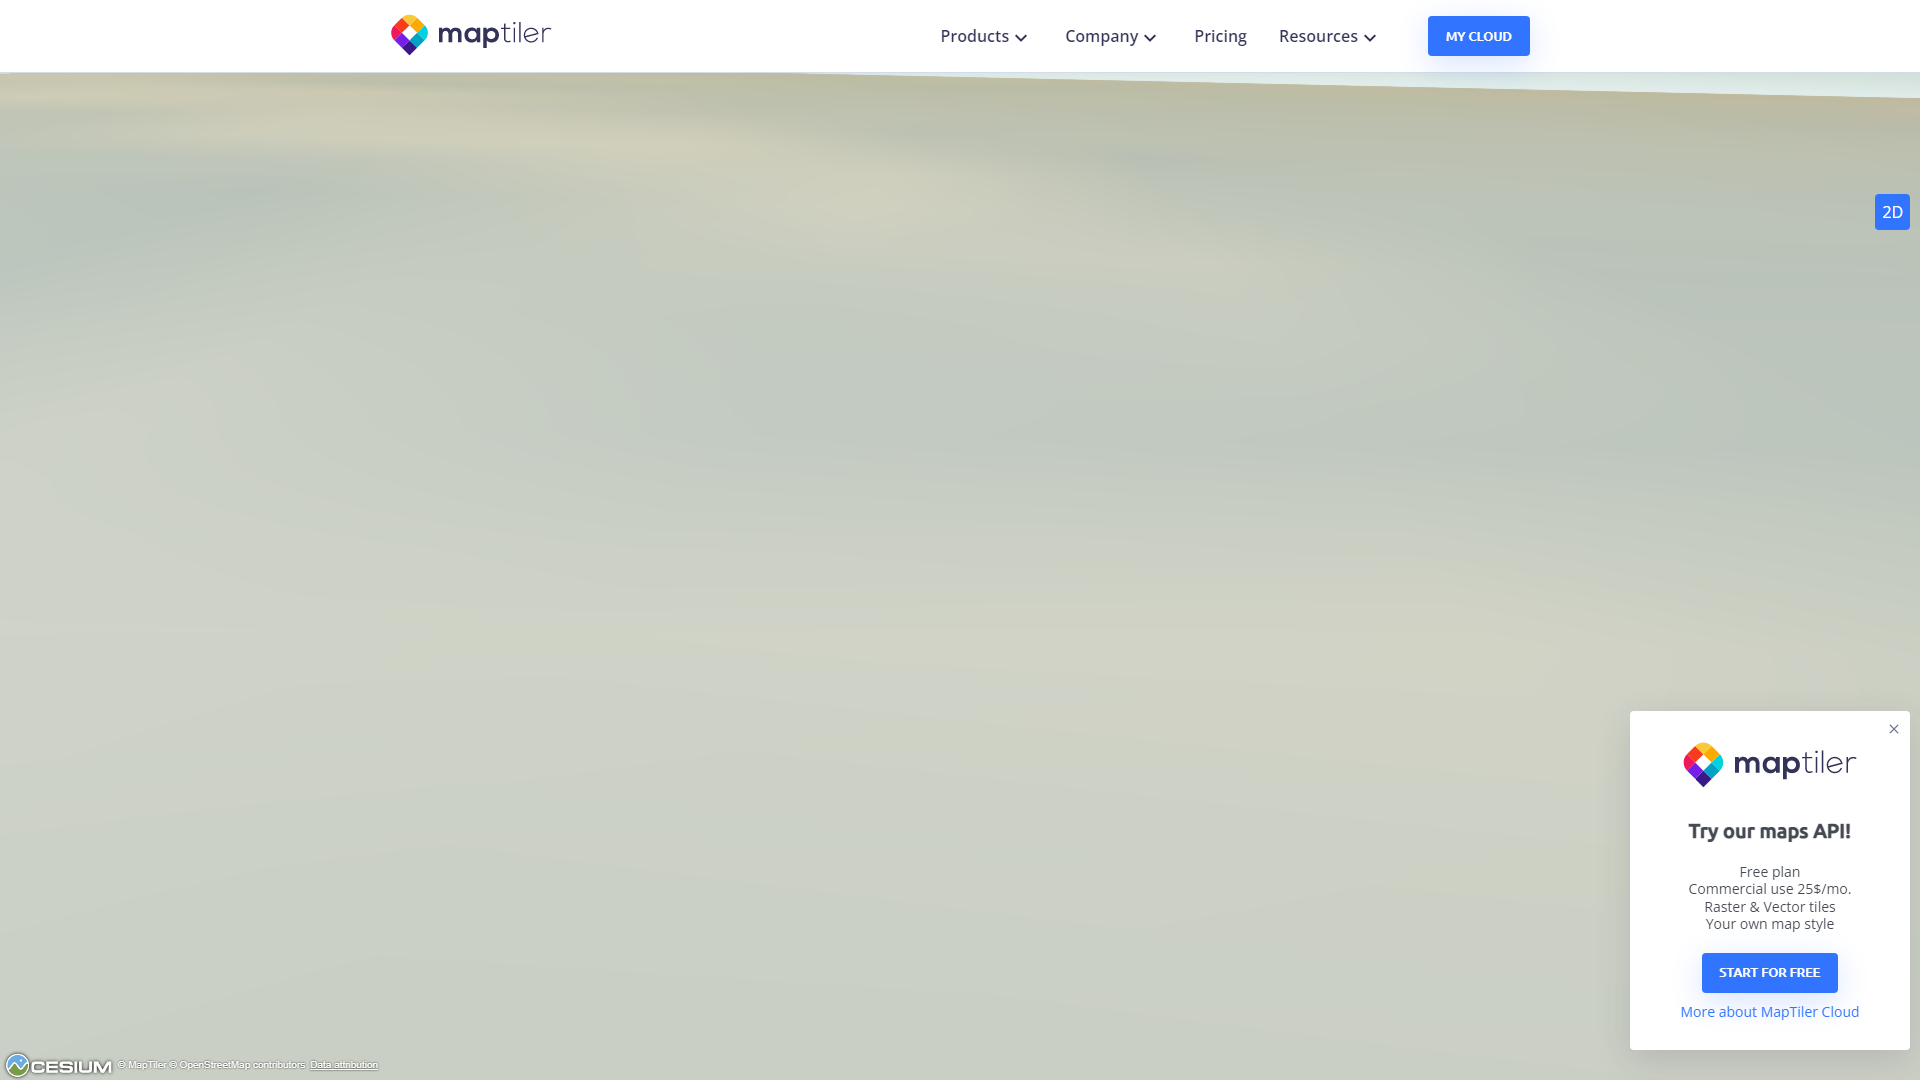 maptiler
Products
Company
Pricing
Resources
MY CLOUD
2D
maptiler
Try our maps API!
Free plan
Commercial use 25$/mo.
Raster & Vector tiles
Your own map style
START FOR FREE
More about MapTiler Cloud
CESIUM © MapTiler © OpenStreetMap contributors Data attribution